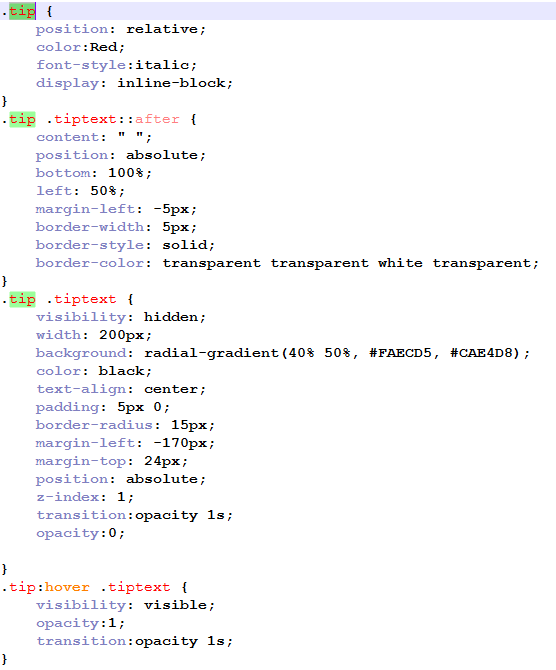 .tip {
    position: relative;
    color:Red;
    font-style:italic;
    display: inline-block;
}
.tip .tiptext::after {
    content: " ";
    position: absolute;
    bottom: 100%;
    left: 50%;
    margin-left: -5px;
    border-width: 5px;
    border-style: solid;
    border-color: transparent transparent white transparent;
}
.tip .tiptext {
    visibility: hidden;
    width: 200px;
    background: radial-gradient(40% 50%, #FAECD5, #CAE4D8);
    color: black;
    text-align: center;
    padding: 5px 0;
    border-radius: 15px;
    margin-left: -170px;
    margin-top: 24px;
    position: absolute;
    z-index: 1;
    transition:opacity 1s;
    opacity:0;

}
.tip:hover .tiptext {
    visibility: visible;
    opacity:1;
    transition:opacity 1s;
}